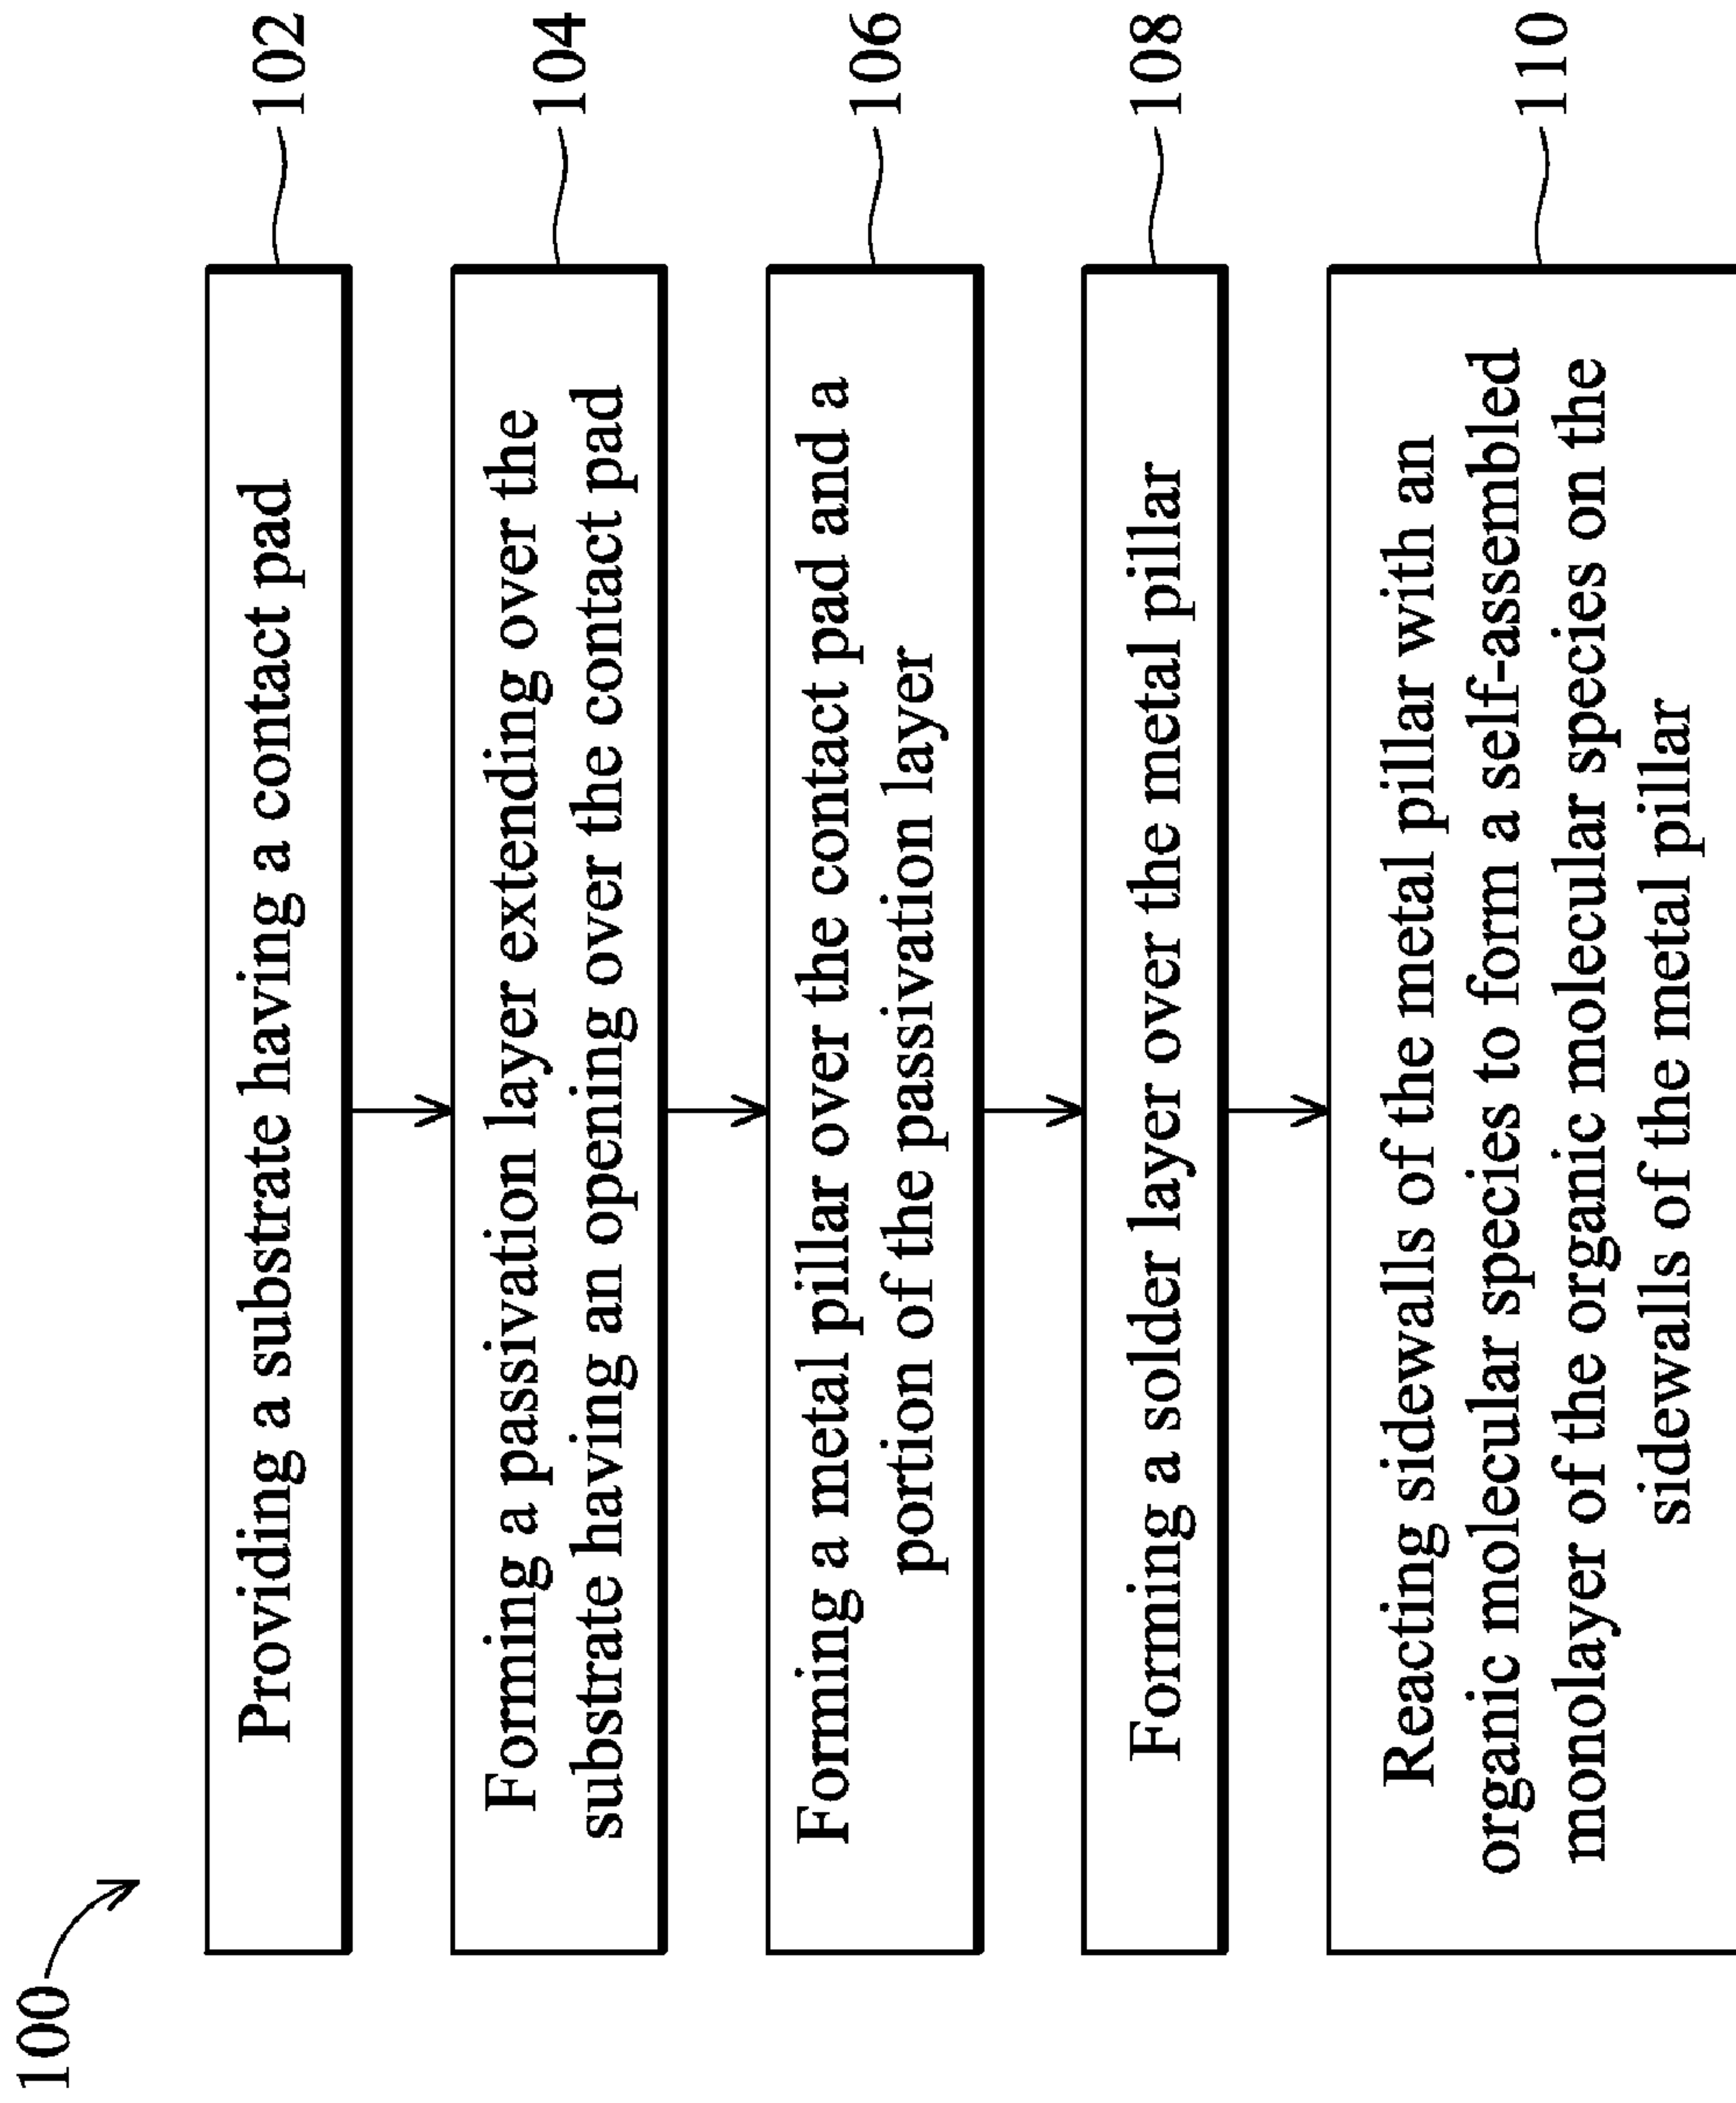 100
Providing a substrate having a contact pad
102
Forming a passivation layer extending over the
substrate having an opening over the contact pad
104
Forming a metal pillar over the contact pad and a
portion of the passivation layer
106
Forming a solder layer over the metal pillar
108
Reacting sidewalls of the metal pillar with an
organic molecular species to form a self-assembled
monolayer of the organic molecular species on the
sidewalls of the metal pillar
110